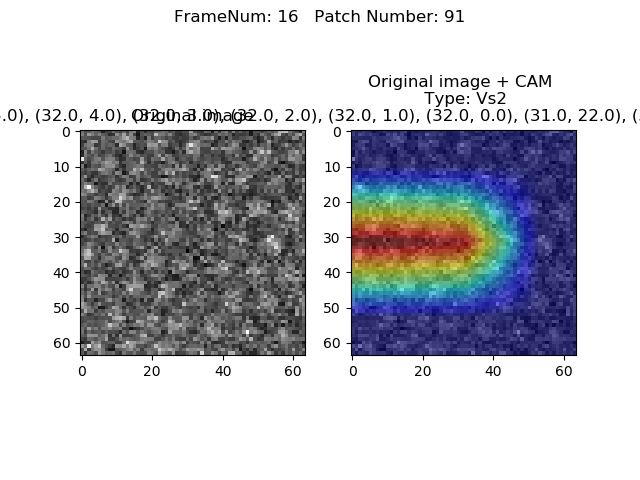 FrameNum: 16   Patch Number: 91
Original image + CAM
Type: Vs2
.0), (32.0, 4.0), (32.0, 3.0), (32.0, 2.0), (32.0, 1.0), (32.0, 0.0), (31.0, 22.0), (
Original image
0
10
20
30
40
50
60
0 20 40 60
0
10
20
30
40
50
60
0 20 40 60